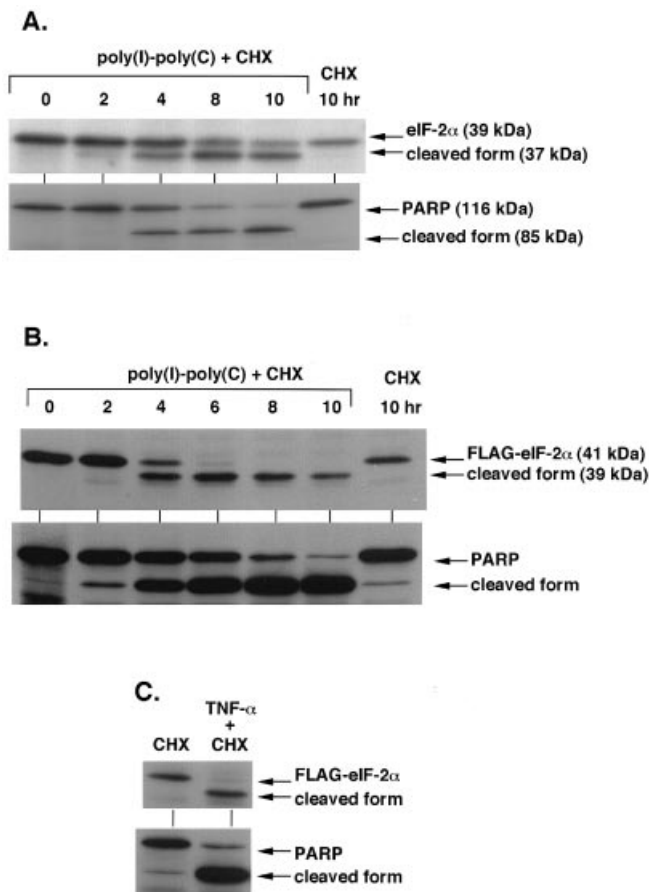 A.
poly(I)-poly(C) + CHX
CHX
0 2 4 8 10 10 hr
eIF-2α (39 kDa)
cleaved form (37 kDa)
PARP (116 kDa)
cleaved form (85 kDa)
B.
poly(I)-poly(C) + CHX
CHX
0 2 4 6 8 10 10 hr
FLAG-eIF-2α (41 kDa)
cleaved form (39 kDa)
PARP
cleaved form
C.
TNF-α
+
CHX CHX
FLAG-eIF-2α
cleaved form
PARP
cleaved form